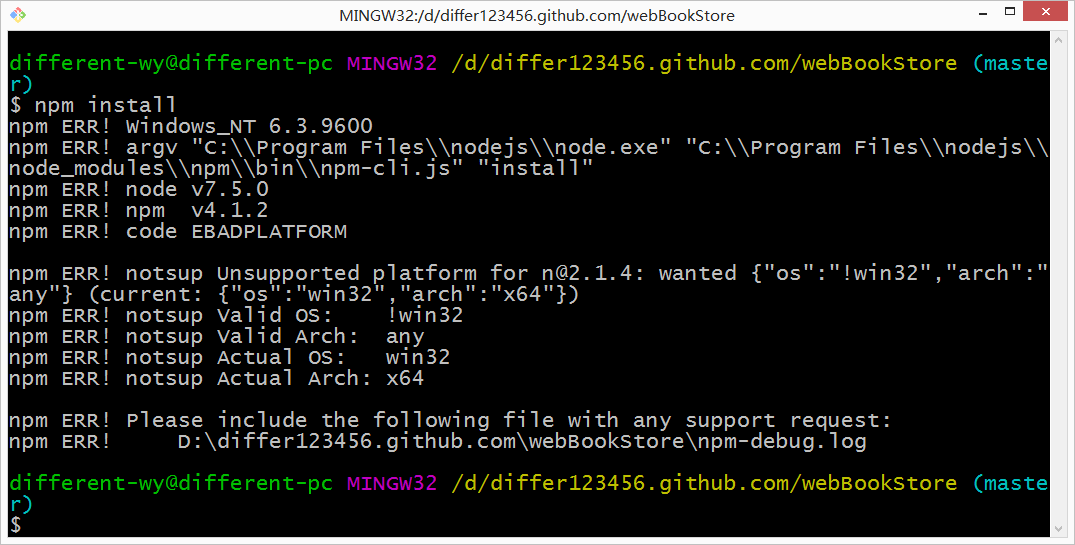 MINGW32:/d/differ123456.github.com/webBookStore
different-wy@different-pc MINGW32 /d/differ123456.github.com/webBookStore (maste
r)
$ npm install
npm ERR! Windows_NT 6.3.9600
npm ERR! argv "C:\\Program Files\\nodejs\\node.exe" "C:\\Program Files\\nodejs\\
node_modules\\npm\\bin\\npm-cli.js" "install"
npm ERR! node v7.5.0
npm ERR! npm  v4.1.2
npm ERR! code EBADPLATFORM
npm ERR! notsup Unsupported platform for n@2.1.4: wanted {"os":"!win32","arch":"
any"} (current: {"os":"win32","arch":"x64"})
npm ERR! notsup Valid OS:    !win32
npm ERR! notsup Valid Arch:  any
npm ERR! notsup Actual OS:   win32
npm ERR! notsup Actual Arch: x64
npm ERR! Please include the following file with any support request:
npm ERR!     D:\differ123456.github.com\webBookStore\npm-debug.log
different-wy@different-pc MINGW32 /d/differ123456.github.com/webBookStore (maste
r)
$